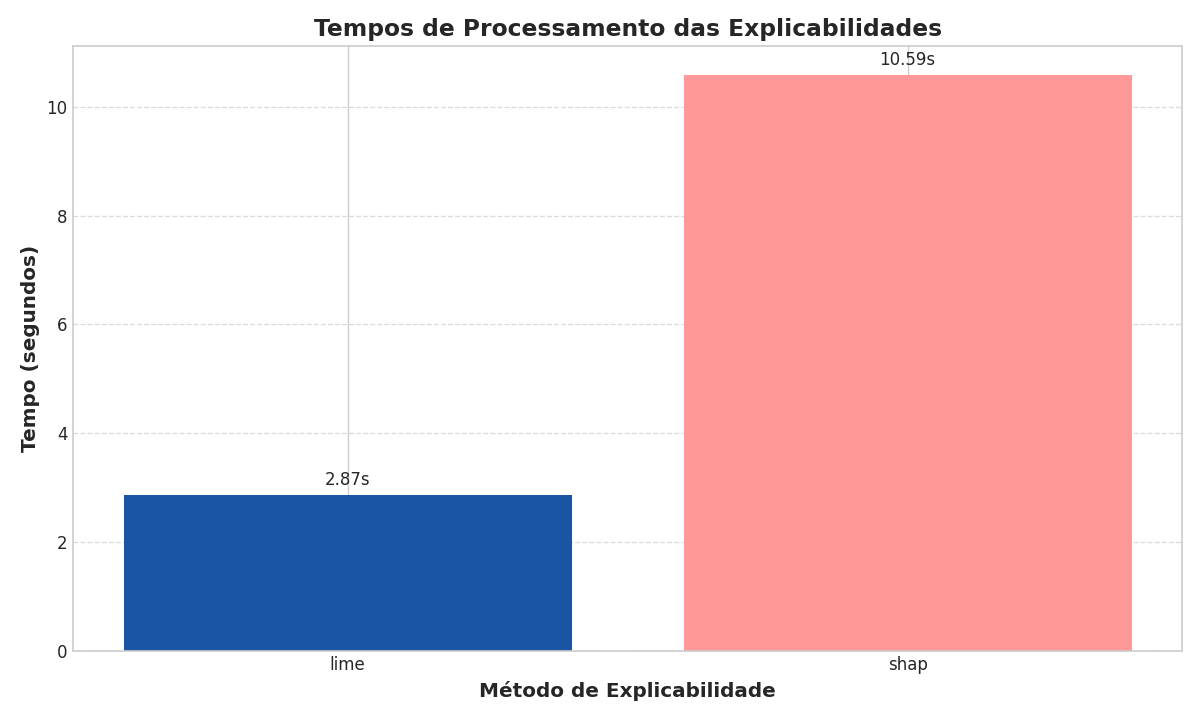 Tempos de Processamento das Explicabilidades
10.59s
10
8
6
4
2.87s
2
0
Tempo (segundos)
lime
shap
Método de Explicabilidade